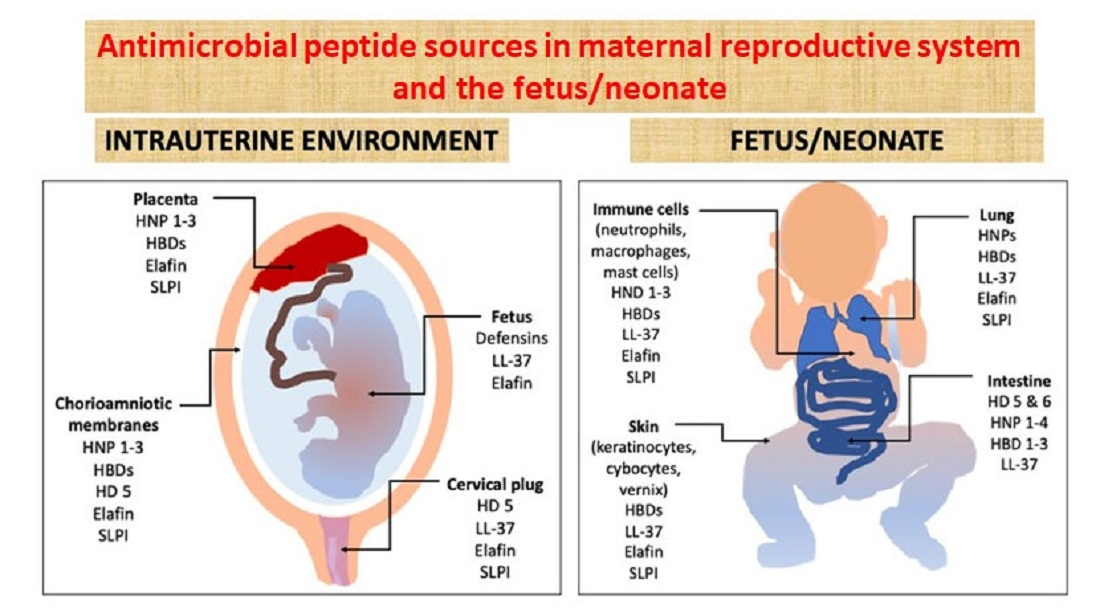 Antimicrobial peptide sources in maternal reproductive system
and the fetus/neonate
INTRAUTERINE ENVIRONMENT
Placenta
HNP 1-3
HBDs
Elafin
SLPI
Fetus
Defensins
LL-37
Elafin
Chorioamniotic
membranes
HNP 1-3
HBDs
HD 5
Elafin
SLPI
Cervical plug
HD 5
LL-37
Elafin
SLPI
FETUS/NEONATE
Immune cells
(neutrophils,
macrophages,
mast cells)
HND 1-3
HBDs
LL-37
Elafin
SLPI
Lung
HNPs
HBDs
LL-37
Elafin
SLPI
Skin
(keratinocytes,
cybocytes,
vernix)
HBDs
LL-37
Elafin
SLPI
Intestine
HD 5 & 6
HNP 1-4
HBD 1-3
LL-37